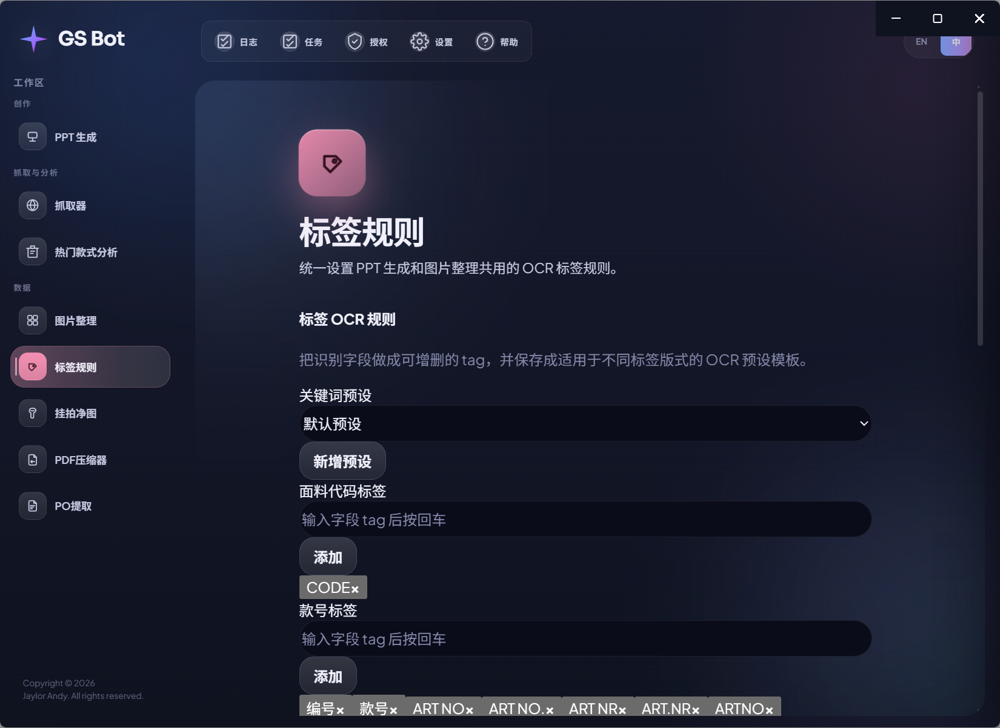 GS Bot
日志
任务
授权
设置
帮助
EN
中
工作区
创作
PPT 生成
抓取与分析
抓取器
热门款式分析
数据
图片整理
标签规则
挂拍净图
PDF压缩器
PO提取
Copyright © 2026
Jaylor Andy. All rights reserved.
标签规则
统一设置 PPT 生成和图片整理共用的 OCR 标签规则。
标签 OCR 规则
把识别字段做成可增删的 tag，并保存成适用于不同标签版式的 OCR 预设模板。
关键词预设
默认预设
新增预设
面料代码标签
输入字段 tag 后按回车
添加
CODE×
款号标签
输入字段 tag 后按回车
添加
编号× 款号× ART NO× ART NO.× ART NR× ART.NR× ARTNO×